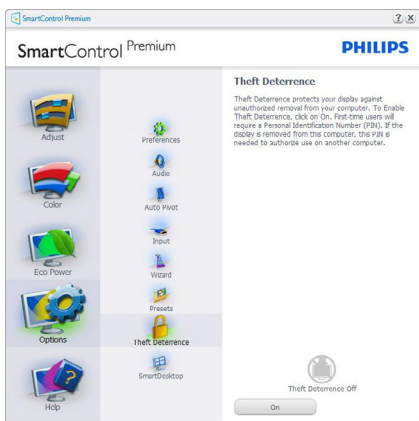 SmartControl Premium
SmartControl Premium
PHILIPS
Adjust
Color
Eco Power
Options
Help
Preferences
Audio
Auto Pivot
Input
Wizard
Presets
Theft Deterrence
SmartDesktop
Theft Deterrence
Theft Deterrence protects your display against
unauthorized removal from your computer. To Enable
Theft Deterrence, click on On. First-time users will
require a Personal Identification Number (PIN). If the
display is removed from this computer, this PIN is
needed to authorize use on another computer.
Theft Deterrence Off
On